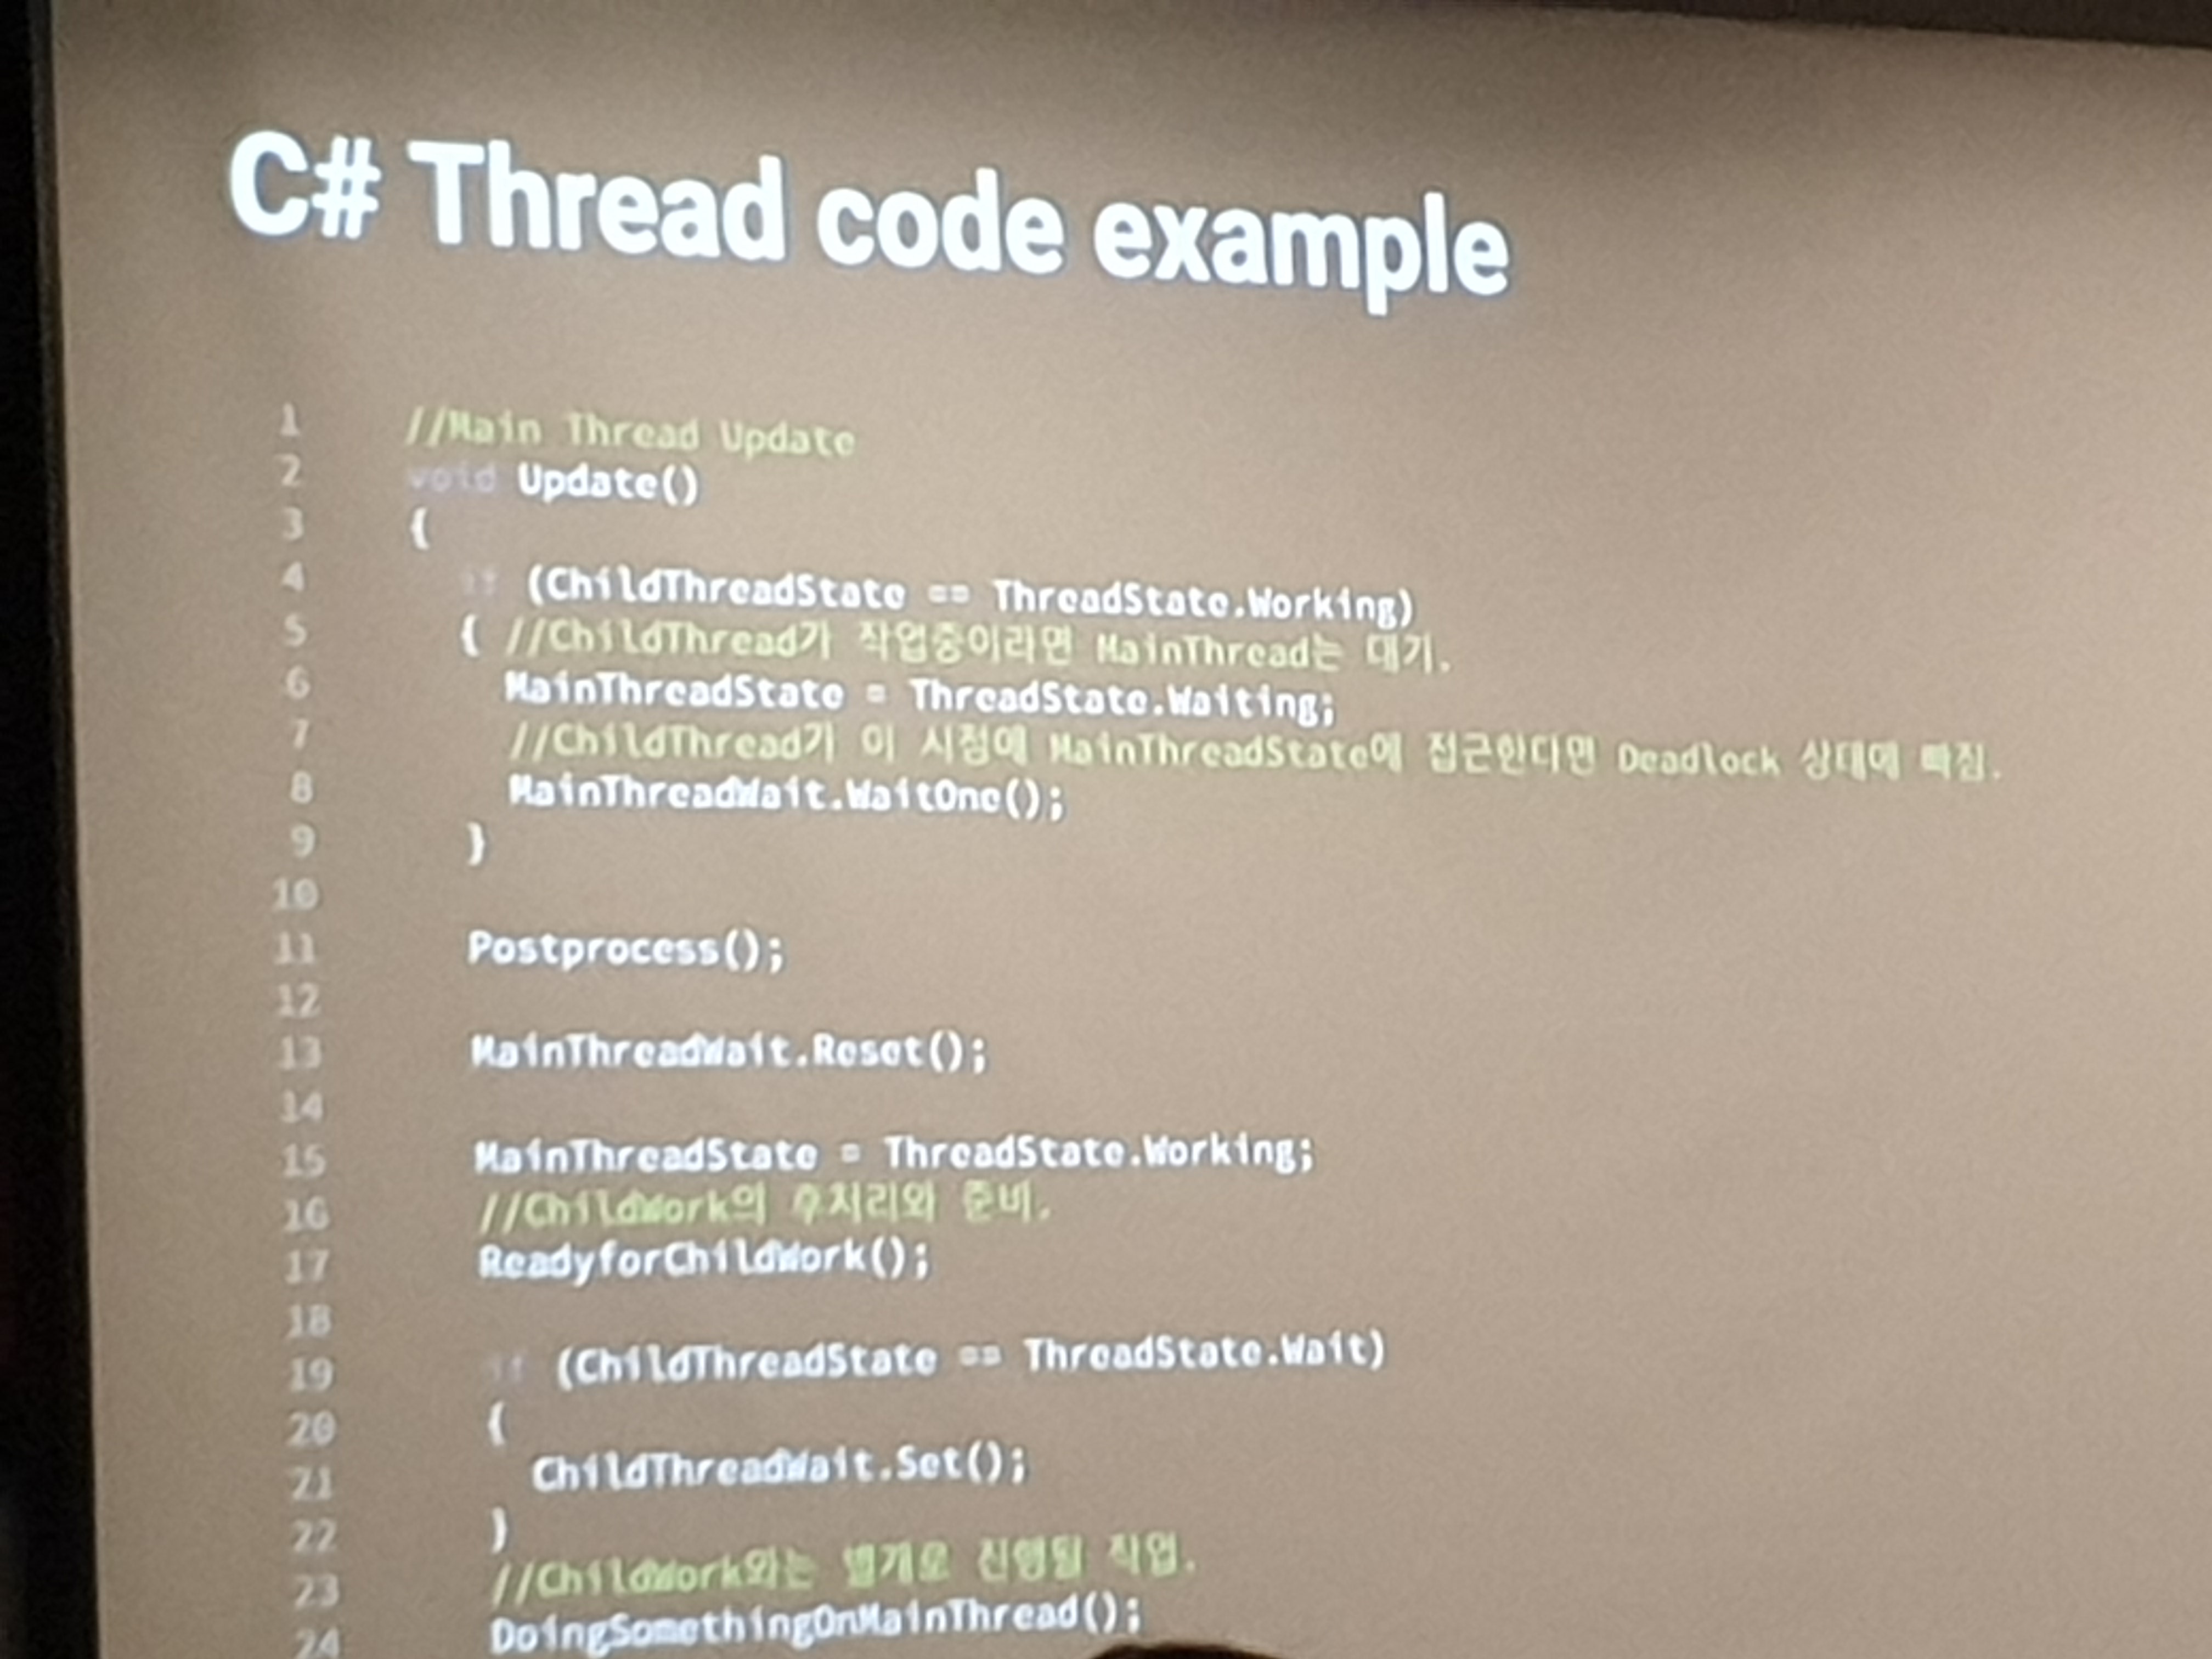 C# Thread code example
1 //Main Thread Update
2 void Update()
3 {
4 if (ChildThreadState == ThreadState.Working)
5 { //ChildThread가 작업중이라면 MainThread는 대기.
6 MainThreadState = ThreadState.Waiting;
7 //ChildThread가 이 시점에 MainThreadState에 접근한다면 Deadlock 상태에 빠짐.
8 MainThreadWait.WaitOne();
9 }
10
11 Postprocess();
12
13 MainThreadWait.Reset();
14
15 MainThreadState = ThreadState.Working;
16 //ChildWork의 후처리와 준비.
17 ReadyforChildWork();
18
19 if (ChildThreadState == ThreadState.Wait)
20 {
21 ChildThreadWait.Set();
22 }
23 //ChildWork와는 별개로 진행될 작업.
24 DoingSomethingOnMainThread();